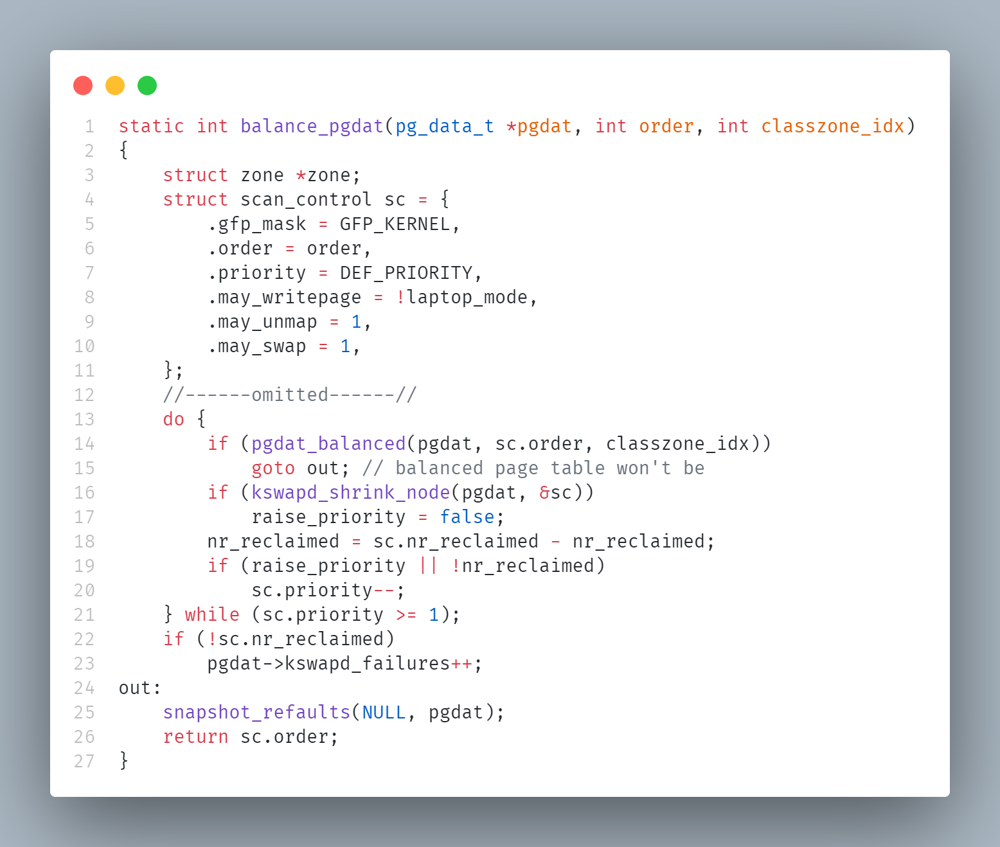 1 static int balance_pgdat(pg_data_t *pgdat, int order, int classzone_idx)
2 {
3     struct zone *zone;
4     struct scan_control sc = {
5         .gfp_mask = GFP_KERNEL,
6         .order = order,
7         .priority = DEF_PRIORITY,
8         .may_writepage = !laptop_mode,
9         .may_unmap = 1,
10         .may_swap = 1,
11     };
12     //------omitted------//
13     do {
14         if (pgdat_balanced(pgdat, sc.order, classzone_idx))
15             goto out; // balanced page table won't be
16         if (kswapd_shrink_node(pgdat, &sc))
17             raise_priority = false;
18         nr_reclaimed = sc.nr_reclaimed - nr_reclaimed;
19         if (raise_priority || !nr_reclaimed)
20             sc.priority--;
21     } while (sc.priority >= 1);
22     if (!sc.nr_reclaimed)
23         pgdat->kswapd_failures++;
24 out:
25     snapshot_refaults(NULL, pgdat);
26     return sc.order;
27 }